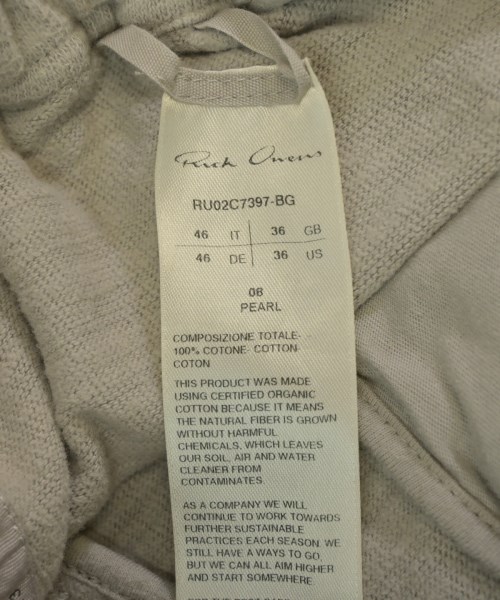 Rick Owens
RU02C7397-BG
46 IT 36 GB
46 DE 36 US
08
PEARL
COMPOSIZIONE TOTALE-
100% COTONE- COTTON-
COTON
THIS PRODUCT WAS MADE
USING CERTIFIED ORGANIC
COTTON BECAUSE IT MEANS
THE NATURAL FIBER IS GROWN
WITHOUT HARMFUL
CHEMICALS, WHICH LEAVES
OUR SOIL, AIR AND WATER
CLEANER FROM
CONTAMINATES.
AS A COMPANY WE WILL
CONTINUE TO WORK TOWARDS
FURTHER SUSTAINABLE
PRACTICES EACH SEASON. WE
STILL HAVE A WAYS TO GO,
BUT WE CAN ALL AIM HIGHER
AND START SOMEWHERE